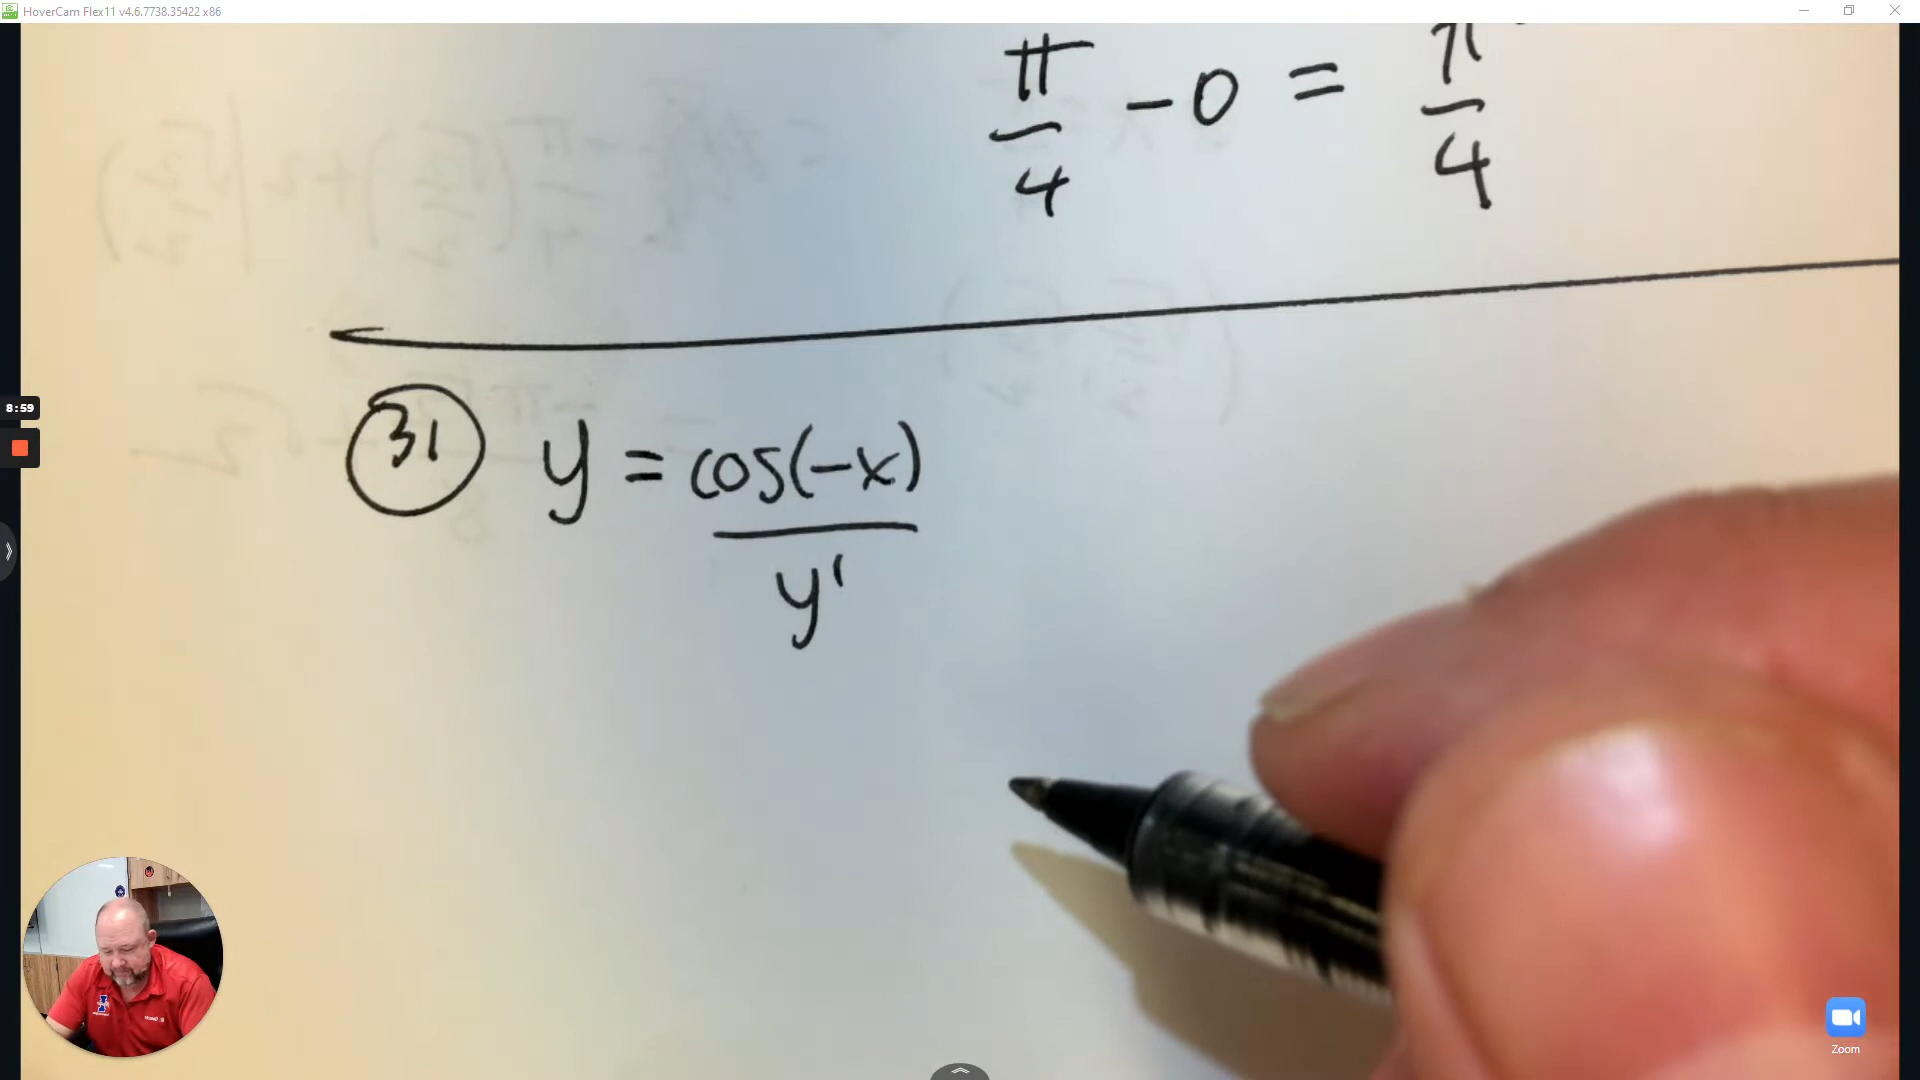 HoverCam Flex11 v4.6.7738.35422 x86
π/4 - 0 = π/4
8:59
31 y = cos(-x)
y'
Zoom